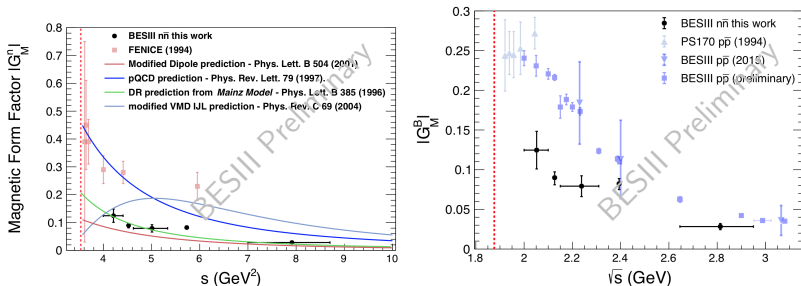 Magnetic Form Factor |G_M^n|
0.8
0.7
0.6
0.5
0.4
0.3
0.2
0.1
0
BESIII nn̄ this work
FENICE (1994)
Modified Dipole prediction - Phys. Lett. B 504 (2001)
pQCD prediction - Phys. Rev. Lett. 79 (1997).
DR prediction from Mainz Model - Phys. Lett. B 385 (1996)
modified VMD IJL prediction - Phys. Rev. C 69 (2004)
BESIII Preliminary
4 5 6 7 8 9 10
s (GeV²)
|G_M^B|
0.3
0.25
0.2
0.15
0.1
0.05
0
BESIII nn̄ this work
PS170 pp̄ (1994)
BESIII pp̄ (2015)
BESIII pp̄ (preliminary)
BESIII Preliminary
2 2.2 2.4 2.6 2.8 3
√s (GeV)